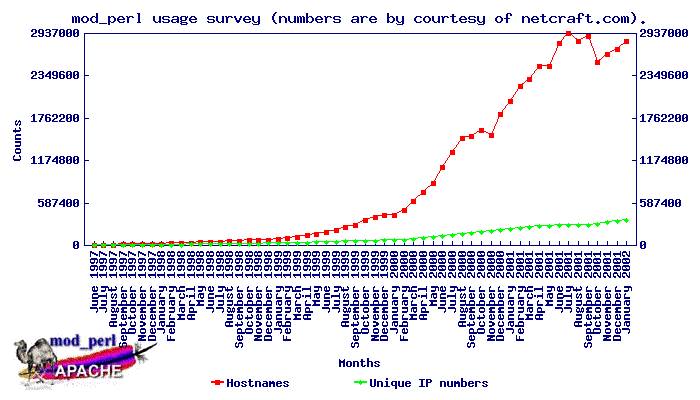 mod_perl usage survey (numbers are by courtesy of netcraft.com).
2937000
2349600
1762200
1174800
587400
0
2937000
2349600
1762200
1174800
587400
0
Counts
June 1997
July 1997
August 1997
September 1997
October 1997
November 1997
December 1997
January 1998
February 1998
March 1998
April 1998
May 1998
June 1998
July 1998
August 1998
September 1998
October 1998
November 1998
December 1998
January 1999
February 1999
March 1999
April 1999
May 1999
June 1999
July 1999
August 1999
September 1999
October 1999
November 1999
December 1999
January 2000
February 2000
March 2000
April 2000
May 2000
June 2000
July 2000
August 2000
September 2000
October 2000
November 2000
December 2000
January 2001
February 2001
March 2001
April 2001
May 2001
June 2001
July 2001
August 2001
September 2001
October 2001
November 2001
December 2001
January 2002
mod_perl
APACHE
Months
Hostnames
Unique IP numbers